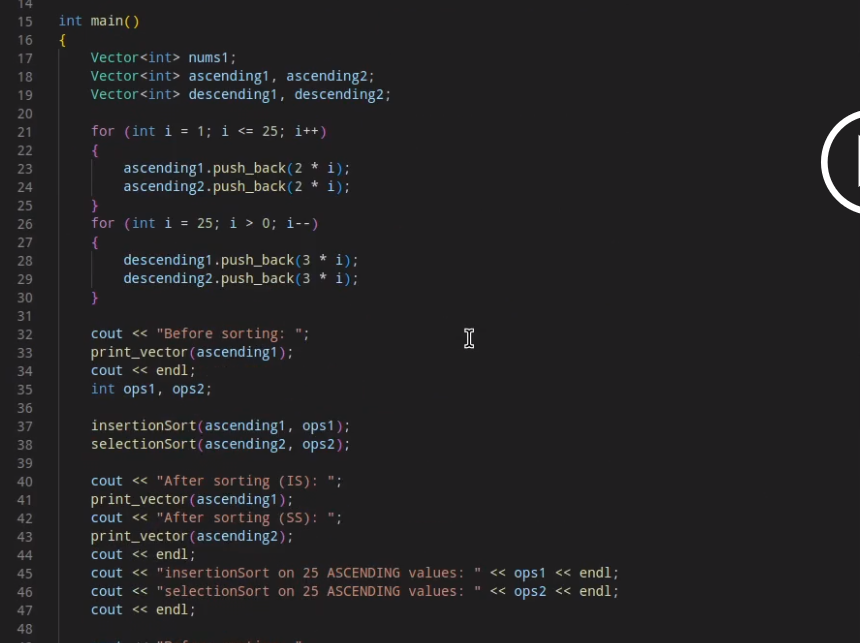 14
15 int main()
16 {
17 Vector<int> nums1;
18 Vector<int> ascending1, ascending2;
19 Vector<int> descending1, descending2;
20
21 for (int i = 1; i <= 25; i++)
22 {
23 ascending1.push_back(2 * i);
24 ascending2.push_back(2 * i);
25 }
26 for (int i = 25; i > 0; i--)
27 {
28 descending1.push_back(3 * i);
29 descending2.push_back(3 * i);
30 }
31
32 cout << "Before sorting: ";
33 print_vector(ascending1);
34 cout << endl;
35 int ops1, ops2;
36
37 insertionSort(ascending1, ops1);
38 selectionSort(ascending2, ops2);
39
40 cout << "After sorting (IS): ";
41 print_vector(ascending1);
42 cout << "After sorting (SS): ";
43 print_vector(ascending2);
44 cout << endl;
45 cout << "insertionSort on 25 ASCENDING values: " << ops1 << endl;
46 cout << "selectionSort on 25 ASCENDING values: " << ops2 << endl;
47 cout << endl;
48